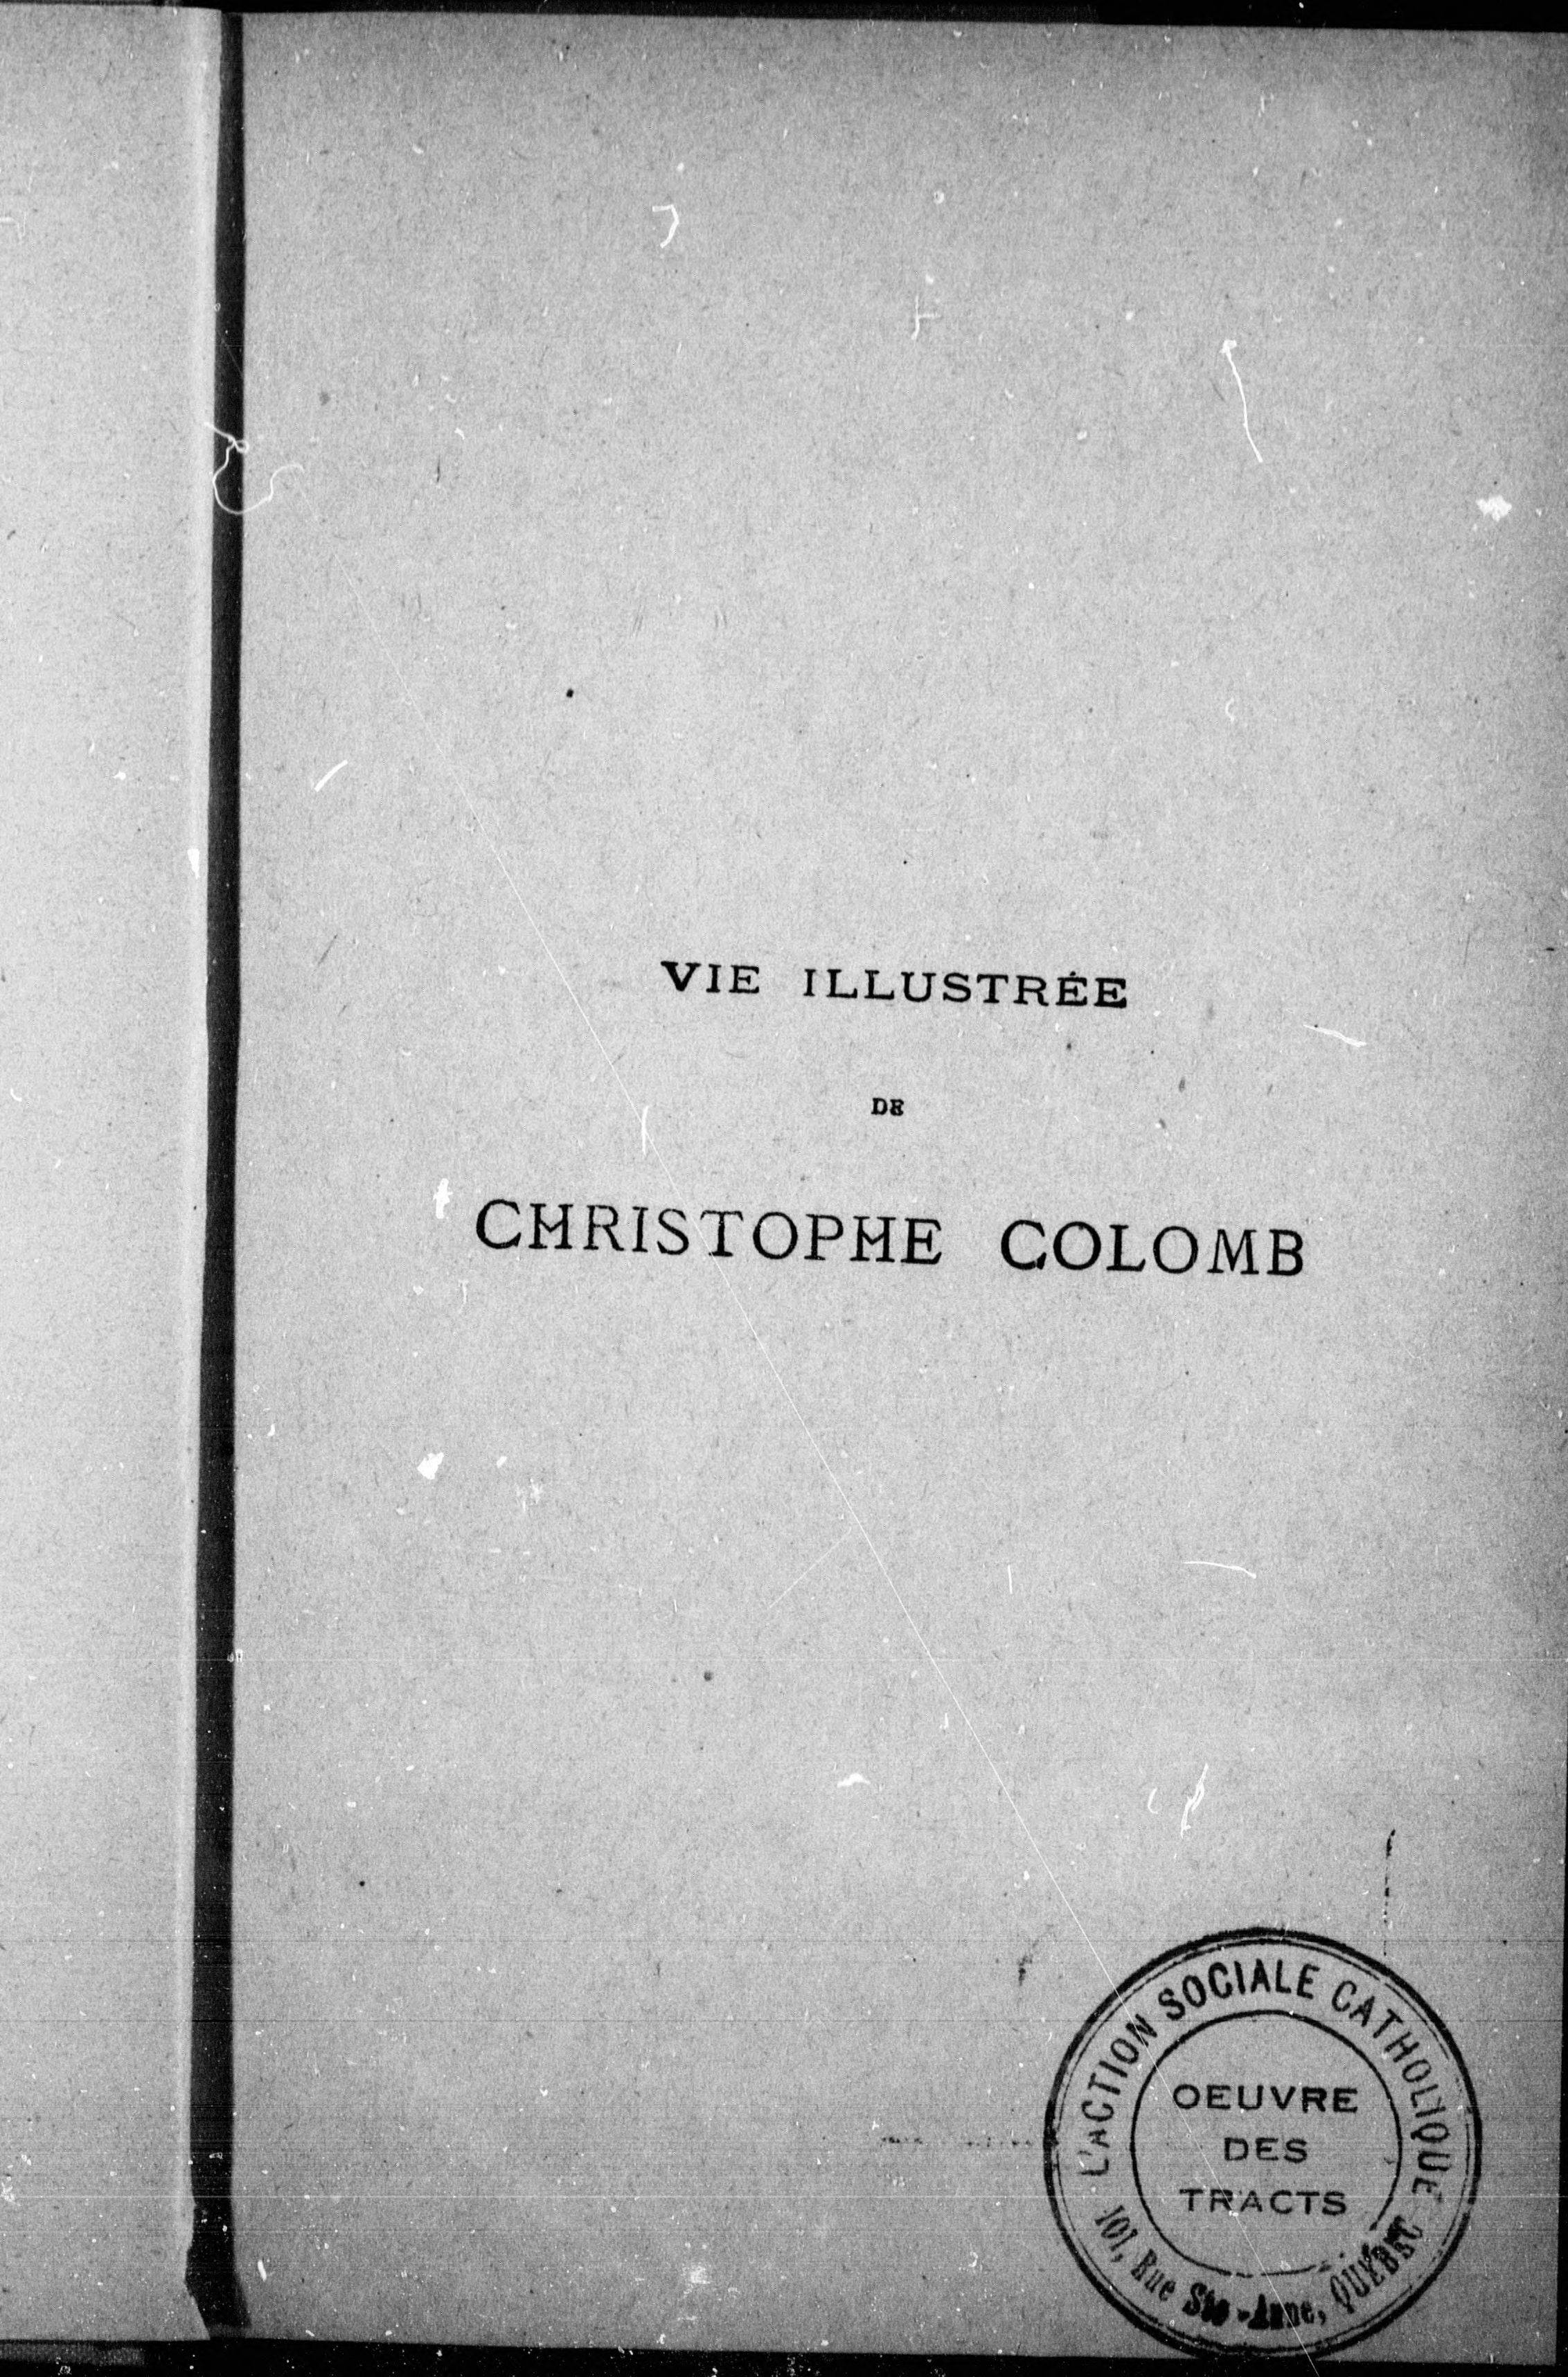 VIE ILLUSTRÉE
DE
CHRISTOPHE COLOMB
L'ACTION SOCIALE CATHOLIQUE
OEUVRE
DES
TRACTS
101, Rue Ste-Anne, QUÉBEC